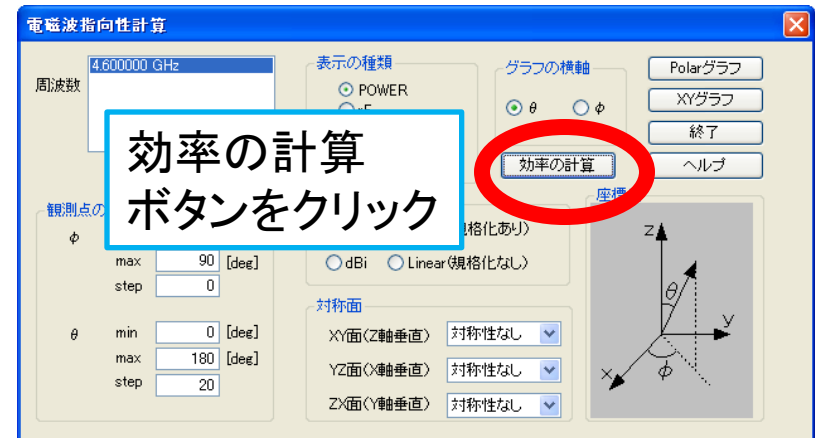 電磁波指向性計算
周波数
4.600000 GHz
表示の種類
POWER
グラフの横軸
θ
φ
Polarグラフ
XYグラフ
終了
ヘルプ
効率の計算
効率の計算
ボタンをクリック
観測点の
φ
max 90 [deg]
step 0
θ
min 0 [deg]
max 180 [deg]
step 20
格化あり)
dBi
Linear(規格化なし)
対称面
XY面(Z軸垂直) 対称性なし
YZ面(X軸垂直) 対称性なし
ZX面(Y軸垂直) 対称性なし
座標
Z
θ
y
x
φ